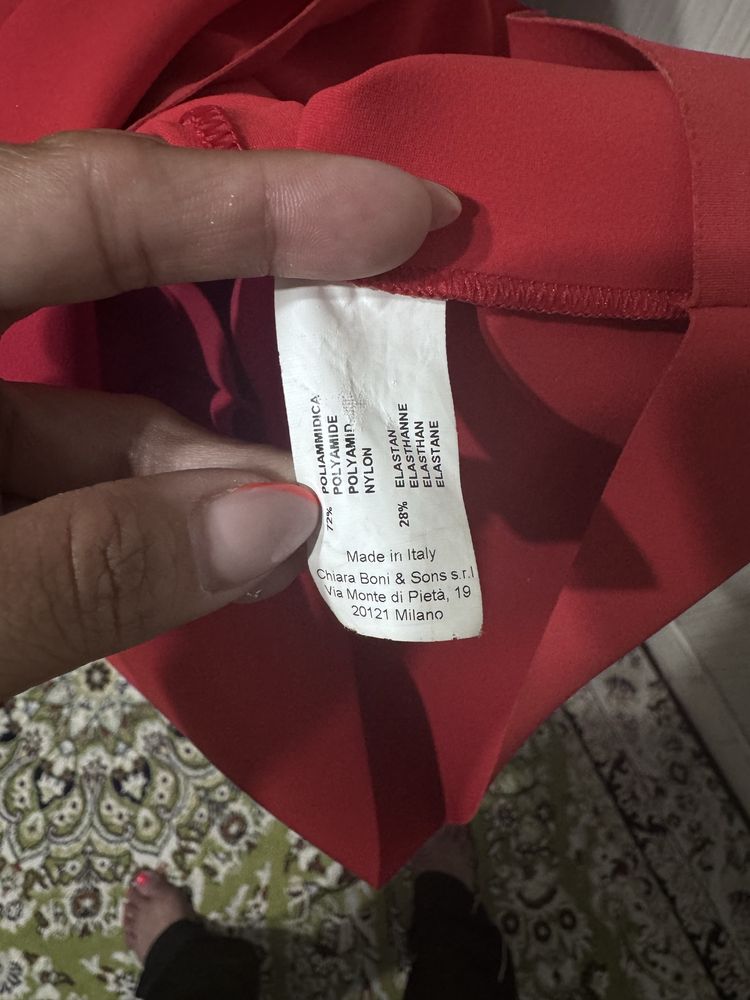 72% POLIAMMIDICA
POLYAMIDE
POLYAMID
NYLON
28% ELASTAN
ELASTHANNE
ELASTHAN
ELASTANE
Made in Italy
Chiara Boni & Sons s.r.l
Via Monte di Pietà, 19
20121 Milano